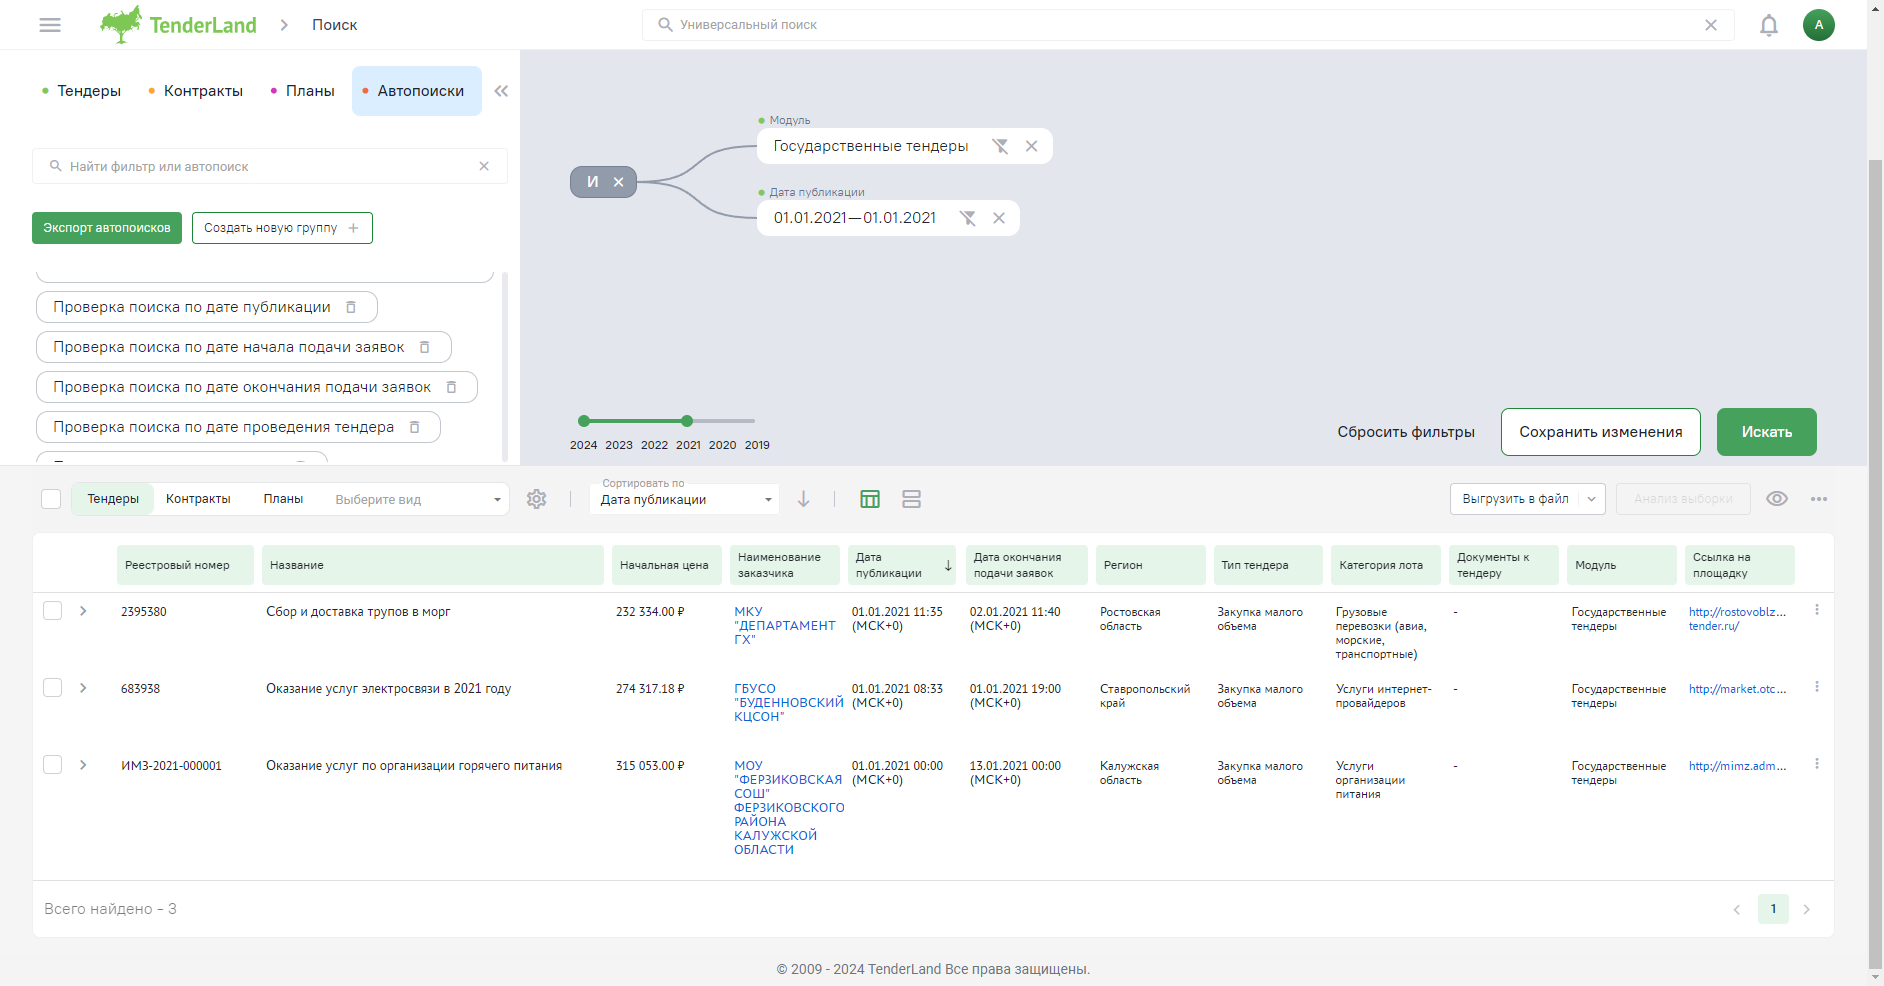 TenderLand
Поиск
Универсальный поиск
A
Тендеры
Контракты
Планы
Автопоиски
Найти фильтр или автопоиск
Экспорт автопоисков
Создать новую группу
Проверка поиска по дате публикации
Проверка поиска по дате начала подачи заявок
Проверка поиска по дате окончания подачи заявок
Проверка поиска по дате проведения тендера
И
Модуль
Государственные тендеры
Дата публикации
01.01.2021—01.01.2021
2024 2023 2022 2021 2020 2019
Сбросить фильтры
Сохранить изменения
Искать
Тендеры
Контракты
Планы
Выберите вид
Сортировать по
Дата публикации
Выгрузить в файл
Анализ выборки
Реестровый номер
Название
Начальная цена
Наименование
заказчика
Дата
публикации
Дата окончания
подачи заявок
Регион
Тип тендера
Категория лота
Документы к
тендеру
Модуль
Ссылка на
площадку
2395380
Сбор и доставка трупов в морг
232 334.00 ₽
МКУ
"ДЕПАРТАМЕНТ
ГХ"
01.01.2021 11:35
(МСК+0)
02.01.2021 11:40
(МСК+0)
Ростовская
область
Закупка малого
объема
Грузовые
перевозки (авиа,
морские,
транспортные)
-
Государственные
тендеры
http://rostovoblz...
tender.ru/
683938
Оказание услуг электросвязи в 2021 году
274 317.18 ₽
ГБУСО
"БУДЕННОВСКИЙ
КЦСОН"
01.01.2021 08:33
(МСК+0)
01.01.2021 19:00
(МСК+0)
Ставропольский
край
Закупка малого
объема
Услуги интернет-
провайдеров
-
Государственные
тендеры
http://market.otc...
ИМЗ-2021-000001
Оказание услуг по организации горячего питания
315 053.00 ₽
МОУ
"ФЕРЗИКОВСКАЯ
СОШ"
ФЕРЗИКОВСКОГО
РАЙОНА
КАЛУЖСКОЙ
ОБЛАСТИ
01.01.2021 00:00
(МСК+0)
13.01.2021 00:00
(МСК+0)
Калужская
область
Закупка малого
объема
Услуги
организации
питания
-
Государственные
тендеры
http://mimz.adm...
Всего найдено - 3
1
© 2009 - 2024 TenderLand Все права защищены.